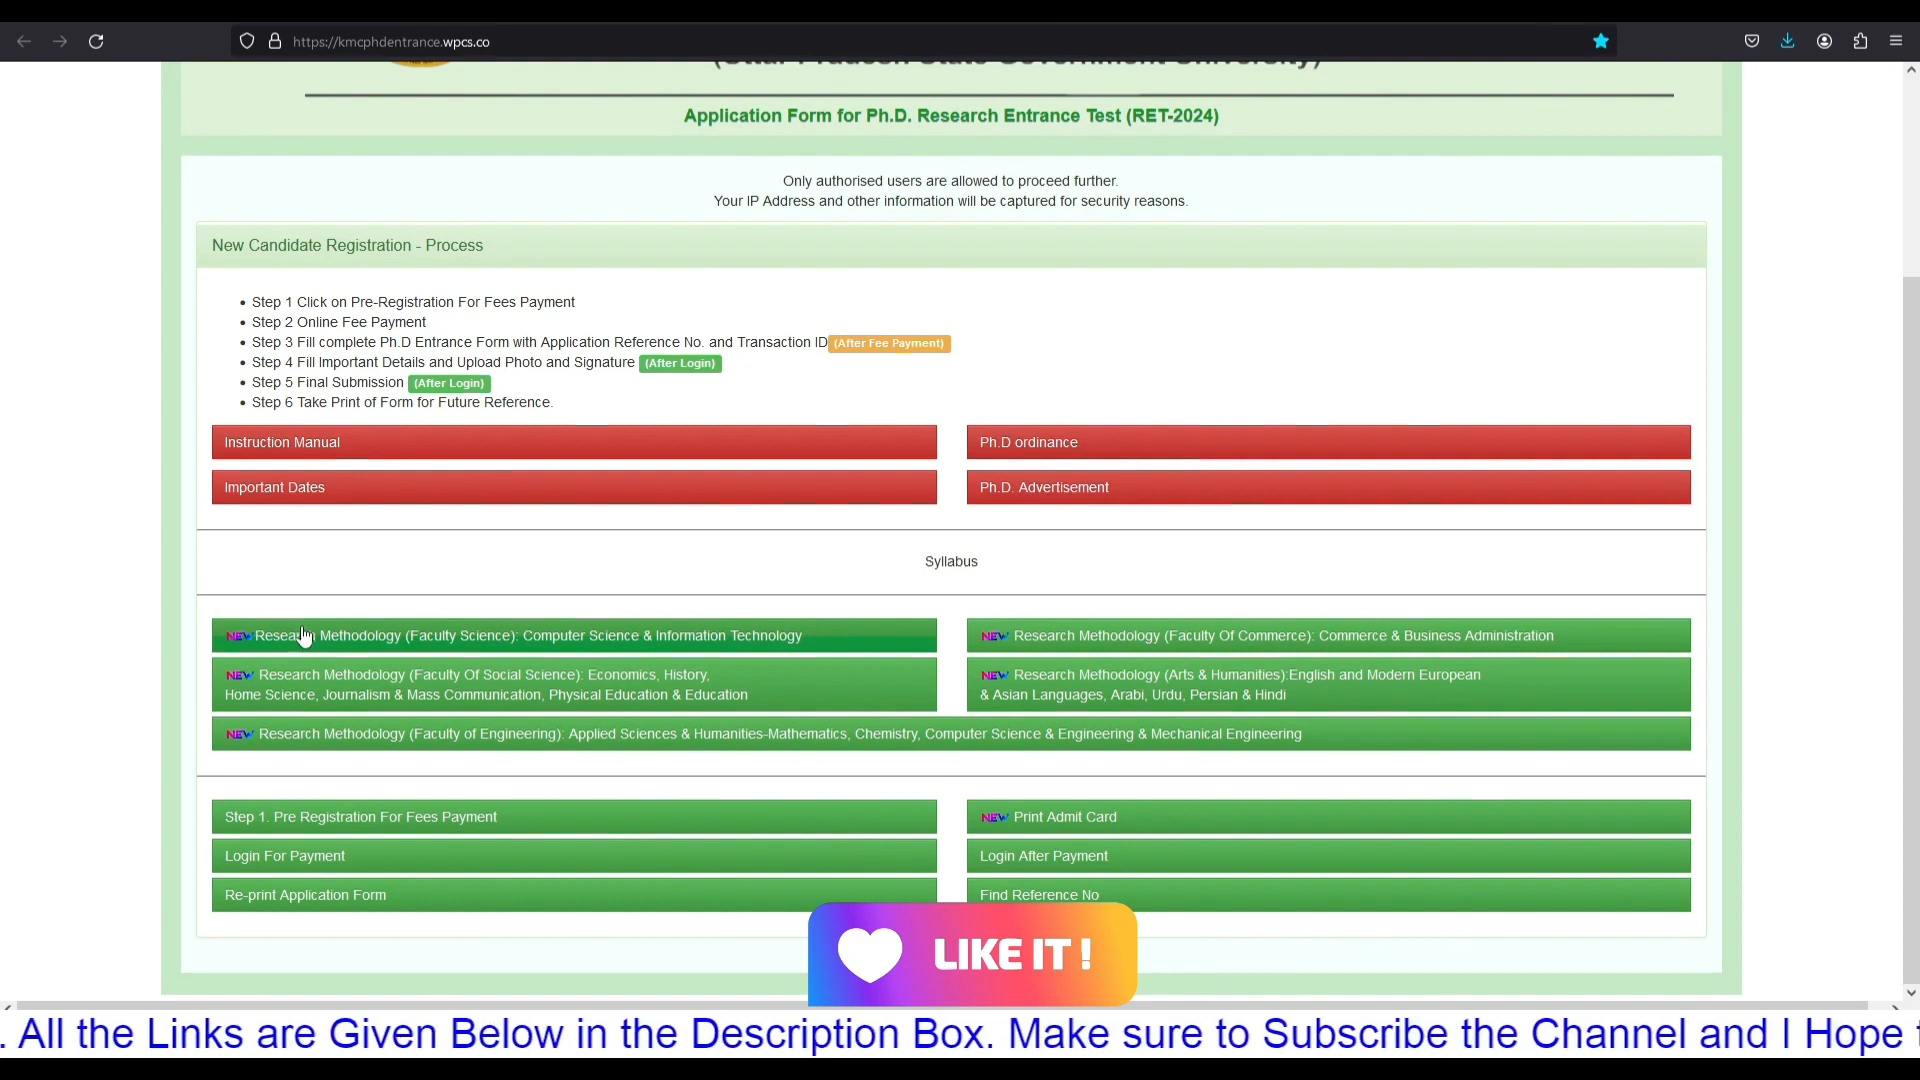 https://kmcphdentrance.wpcs.co
(Uttar Pradesh State Government University)
Application Form for Ph.D. Research Entrance Test (RET-2024)
Only authorised users are allowed to proceed further.
Your IP Address and other information will be captured for security reasons.
New Candidate Registration - Process
Step 1 Click on Pre-Registration For Fees Payment
Step 2 Online Fee Payment
Step 3 Fill complete Ph.D Entrance Form with Application Reference No. and Transaction ID (After Fee Payment)
Step 4 Fill Important Details and Upload Photo and Signature (After Login)
Step 5 Final Submission (After Login)
Step 6 Take Print of Form for Future Reference.
Instruction Manual
Ph.D ordinance
Important Dates
Ph.D. Advertisement
Syllabus
NEW Research Methodology (Faculty Science): Computer Science & Information Technology
NEW Research Methodology (Faculty Of Commerce): Commerce & Business Administration
NEW Research Methodology (Faculty Of Social Science): Economics, History,
Home Science, Journalism & Mass Communication, Physical Education & Education
NEW Research Methodology (Arts & Humanities):English and Modern European
& Asian Languages, Arabi, Urdu, Persian & Hindi
NEW Research Methodology (Faculty of Engineering): Applied Sciences & Humanities-Mathematics, Chemistry, Computer Science & Engineering & Mechanical Engineering
Step 1. Pre Registration For Fees Payment
NEW Print Admit Card
Login For Payment
Login After Payment
Re-print Application Form
Find Reference No
LIKE IT !
. All the Links are Given Below in the Description Box. Make sure to Subscribe the Channel and I Hope